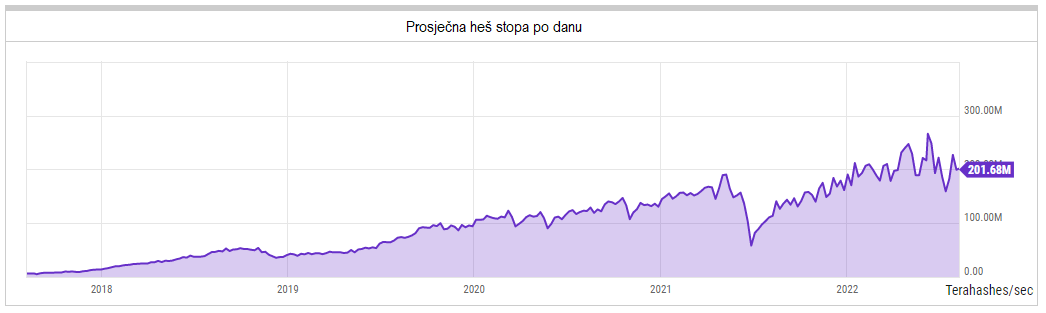 Prosječna heš stopa po danu
300.00M
201.68M
100.00M
0.00
2018 2019 2020 2021 2022
Terahashes/sec